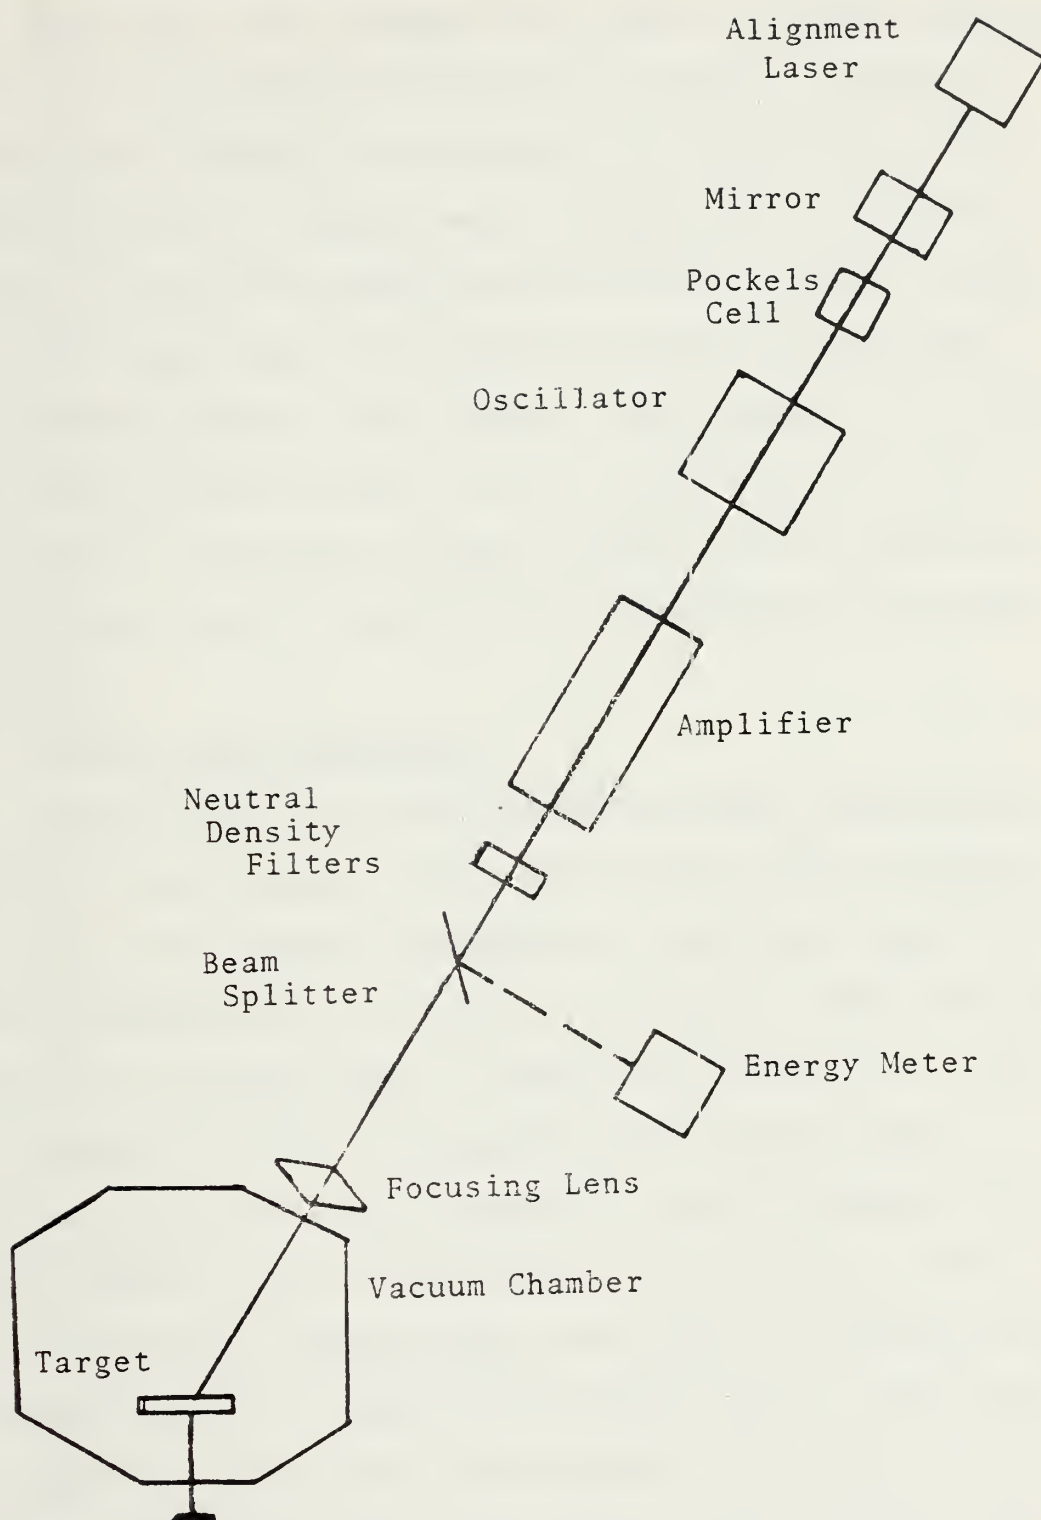 Alignment
Laser
Mirror
Pockels
Cell
Oscillator
Amplifier
Neutral
Density
Filters
Beam
Splitter
Energy Meter
Focusing Lens
Vacuum Chamber
Target